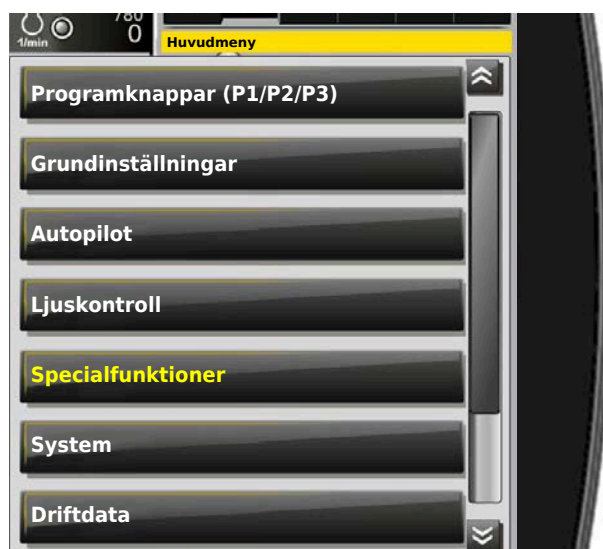 780
1/min 0
Huvudmeny
Programknappar (P1/P2/P3)
Grundinställningar
Autopilot
Ljuskontroll
Specialfunktioner
System
Driftdata